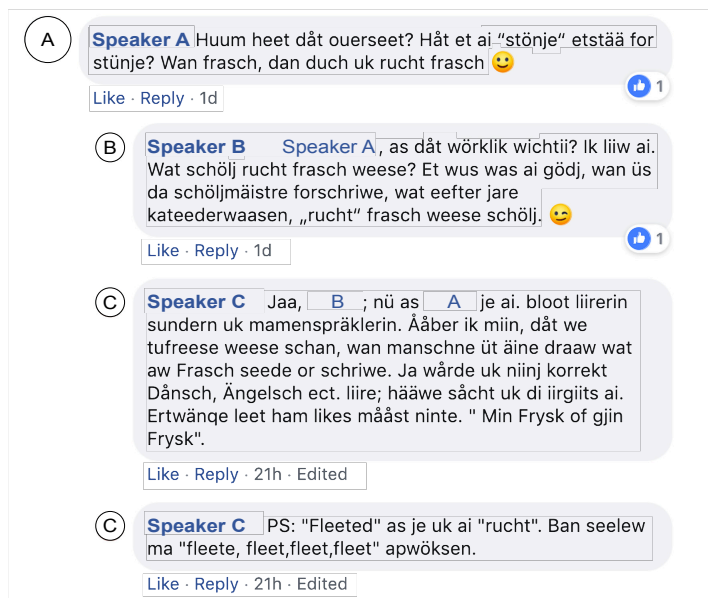 A
Speaker A Huum heet dåt ouerseet? Håt et ai “stönje“ etstää for
stünje? Wan frasch, dan duch uk rucht frasch
1
Like · Reply · 1d
B
Speaker B Speaker A, as dåt wörklik wichtii? Ik liiw ai.
Wat schölj rucht frasch weese? Et wus was ai gödj, wan üs
da schöljmäistre forschriwe, wat eefter jare
kateederwaasen, „rucht“ frasch weese schölj.
1
Like · Reply · 1d
C
Speaker C Jaa, B ; nü as A je ai. bloot liirerin
sundern uk mamenspräklerin. Ååber ik miin, dåt we
tufreese weese schan, wan manschne üt äine draaw wat
aw Frasch seede or schriwe. Ja wårde uk niinj korrekt
Dånsch, Ängelsch ect. liire; hääwe såcht uk di iirgiits ai.
Ertwänqe leet ham likes mååst ninte. " Min Frysk of gjin
Frysk".
Like · Reply · 21h · Edited
C
Speaker C PS: "Fleeted" as je uk ai "rucht". Ban seelew
ma "fleete, fleet,fleet,fleet" apwöksen.
Like · Reply · 21h · Edited